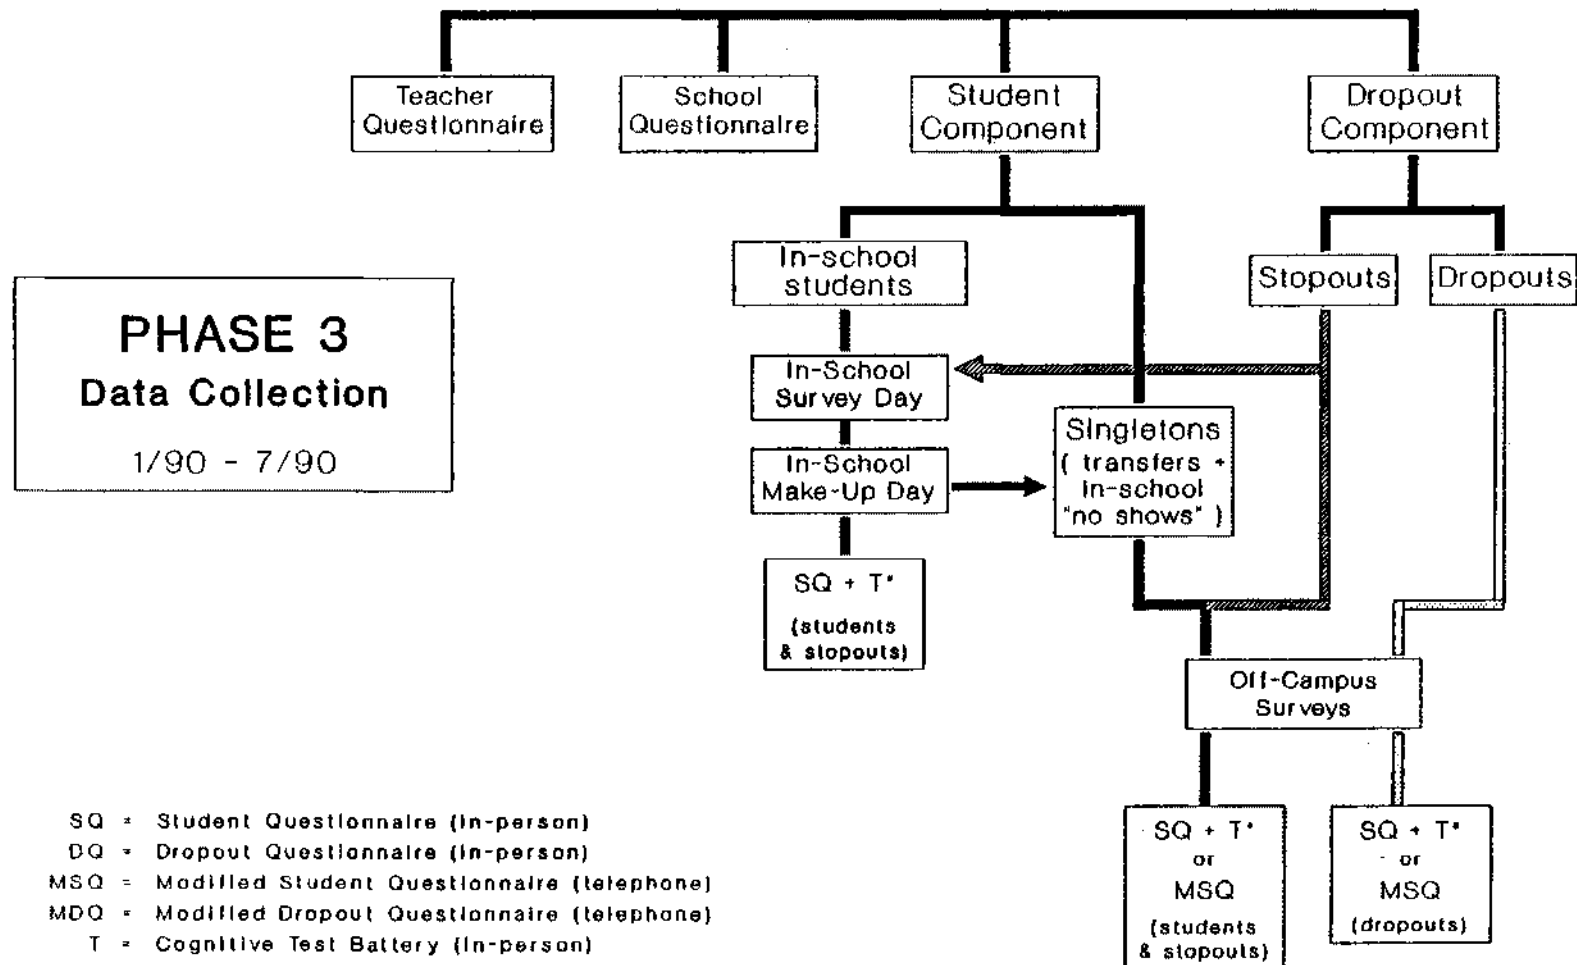 Teacher
Questionnaire
School
Questionnaire
Student
Component
Dropout
Component
In-school
students
Stopouts
Dropouts
PHASE 3
Data Collection
1/90 - 7/90
In-School
Survey Day
In-School
Make-Up Day
Singletons
( transfers +
in-school
"no shows" )
SQ + T*
(students
& stopouts)
Off-Campus
Surveys
SQ + T*
or
MSQ
(students
& stopouts)
SQ + T*
or
MSQ
(dropouts)
SQ = Student Questionnaire (in-person)
DQ = Dropout Questionnaire (in-person)
MSQ = Modified Student Questionnaire (telephone)
MDQ = Modified Dropout Questionnaire (telephone)
T = Cognitive Test Battery (in-person)